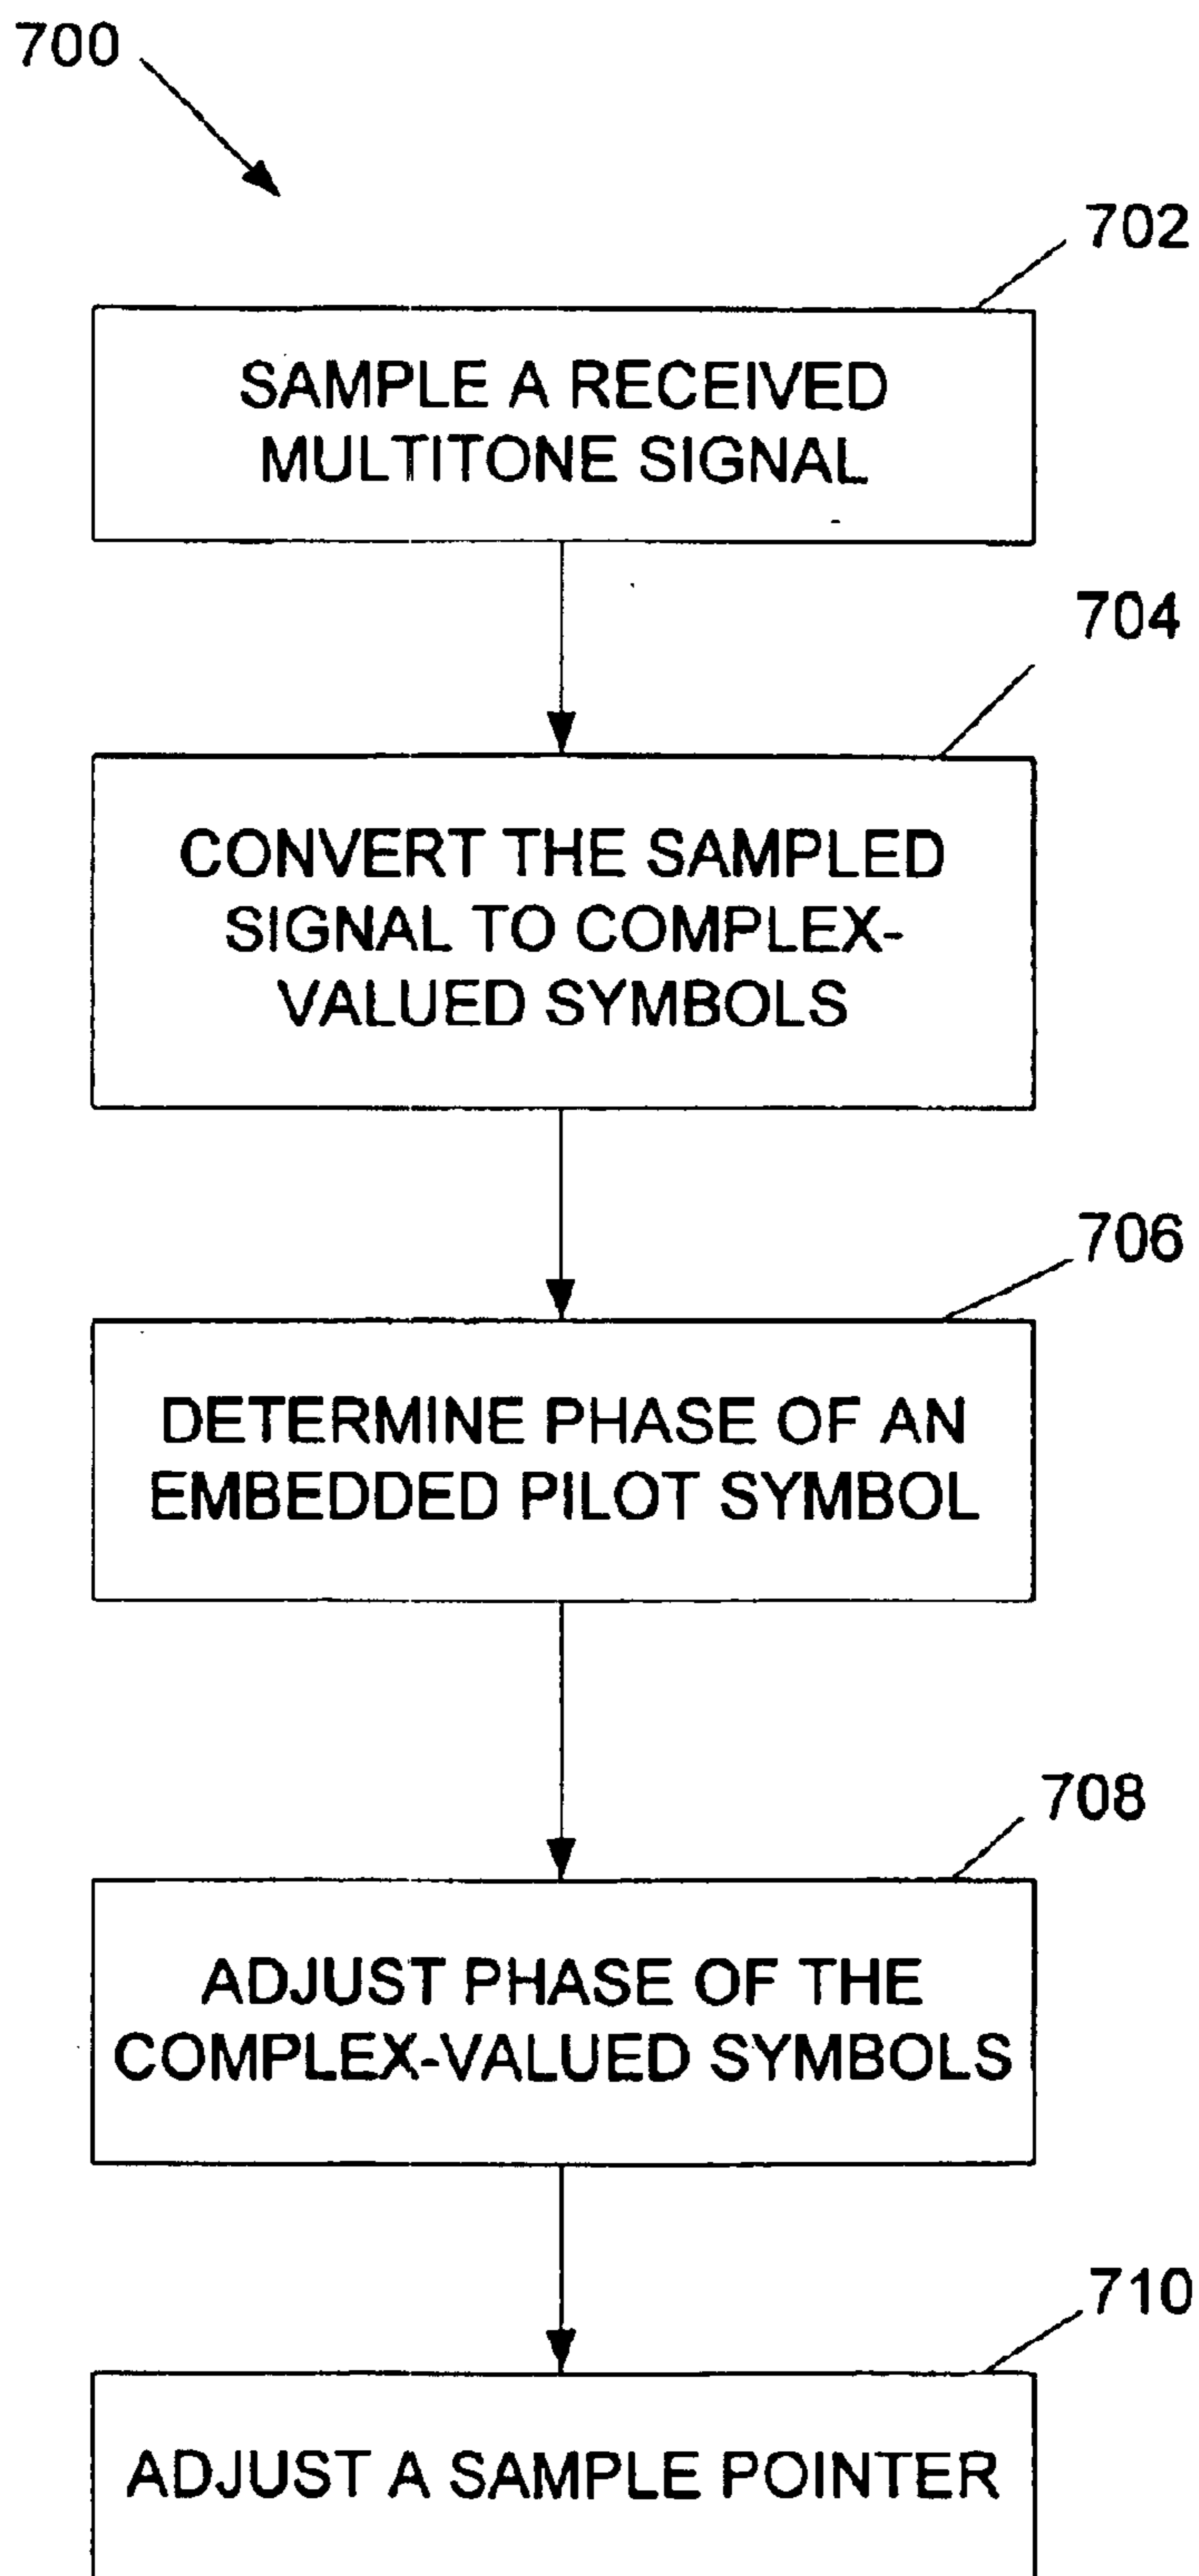 700
702
SAMPLE A RECEIVED
MULTITONE SIGNAL
704
CONVERT THE SAMPLED
SIGNAL TO COMPLEX-
VALUED SYMBOLS
706
DETERMINE PHASE OF AN
EMBEDDED PILOT SYMBOL
708
ADJUST PHASE OF THE
COMPLEX-VALUED SYMBOLS
710
ADJUST A SAMPLE POINTER